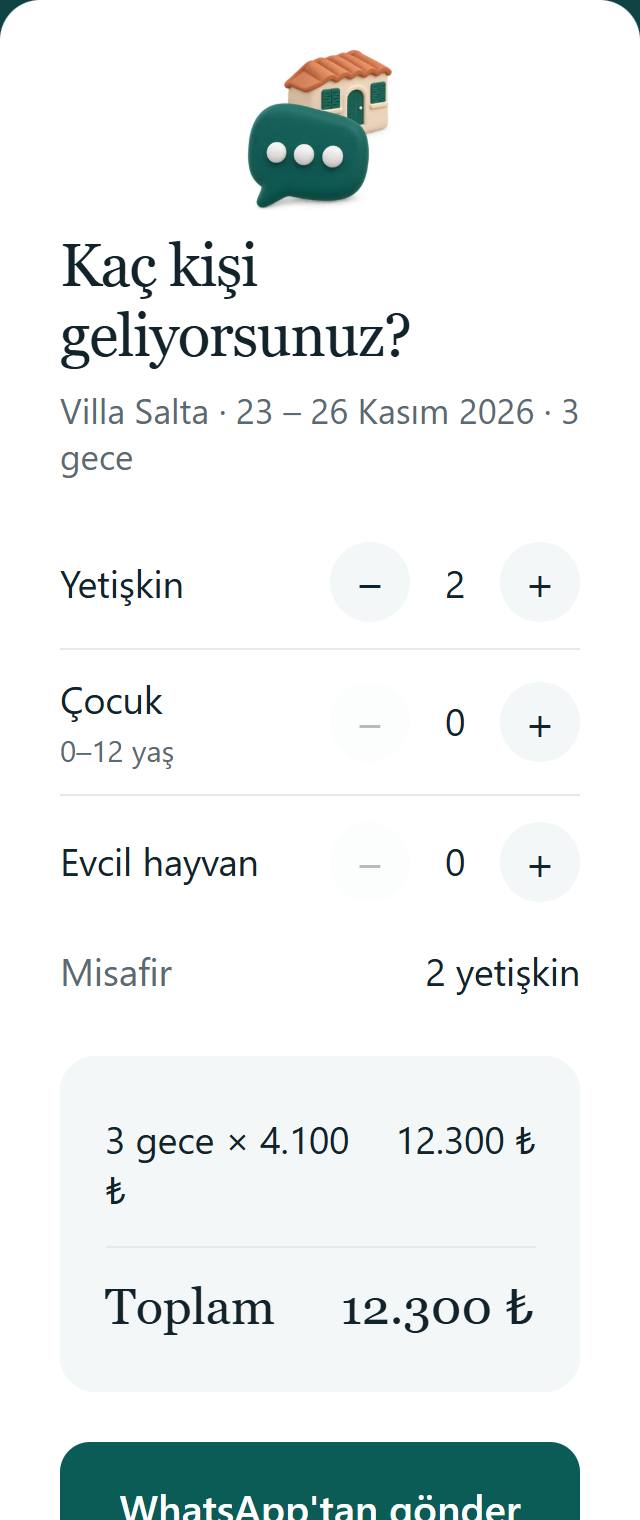 Kaç kişi
geliyorsunuz?
Villa Salta · 23 – 26 Kasım 2026 · 3
gece
Yetişkin − 2 +
Çocuk − 0 +
0–12 yaş
Evcil hayvan − 0 +
Misafir 2 yetişkin
3 gece × 4.100 12.300 ₺
₺
Toplam 12.300 ₺
WhatsApp'tan gönder